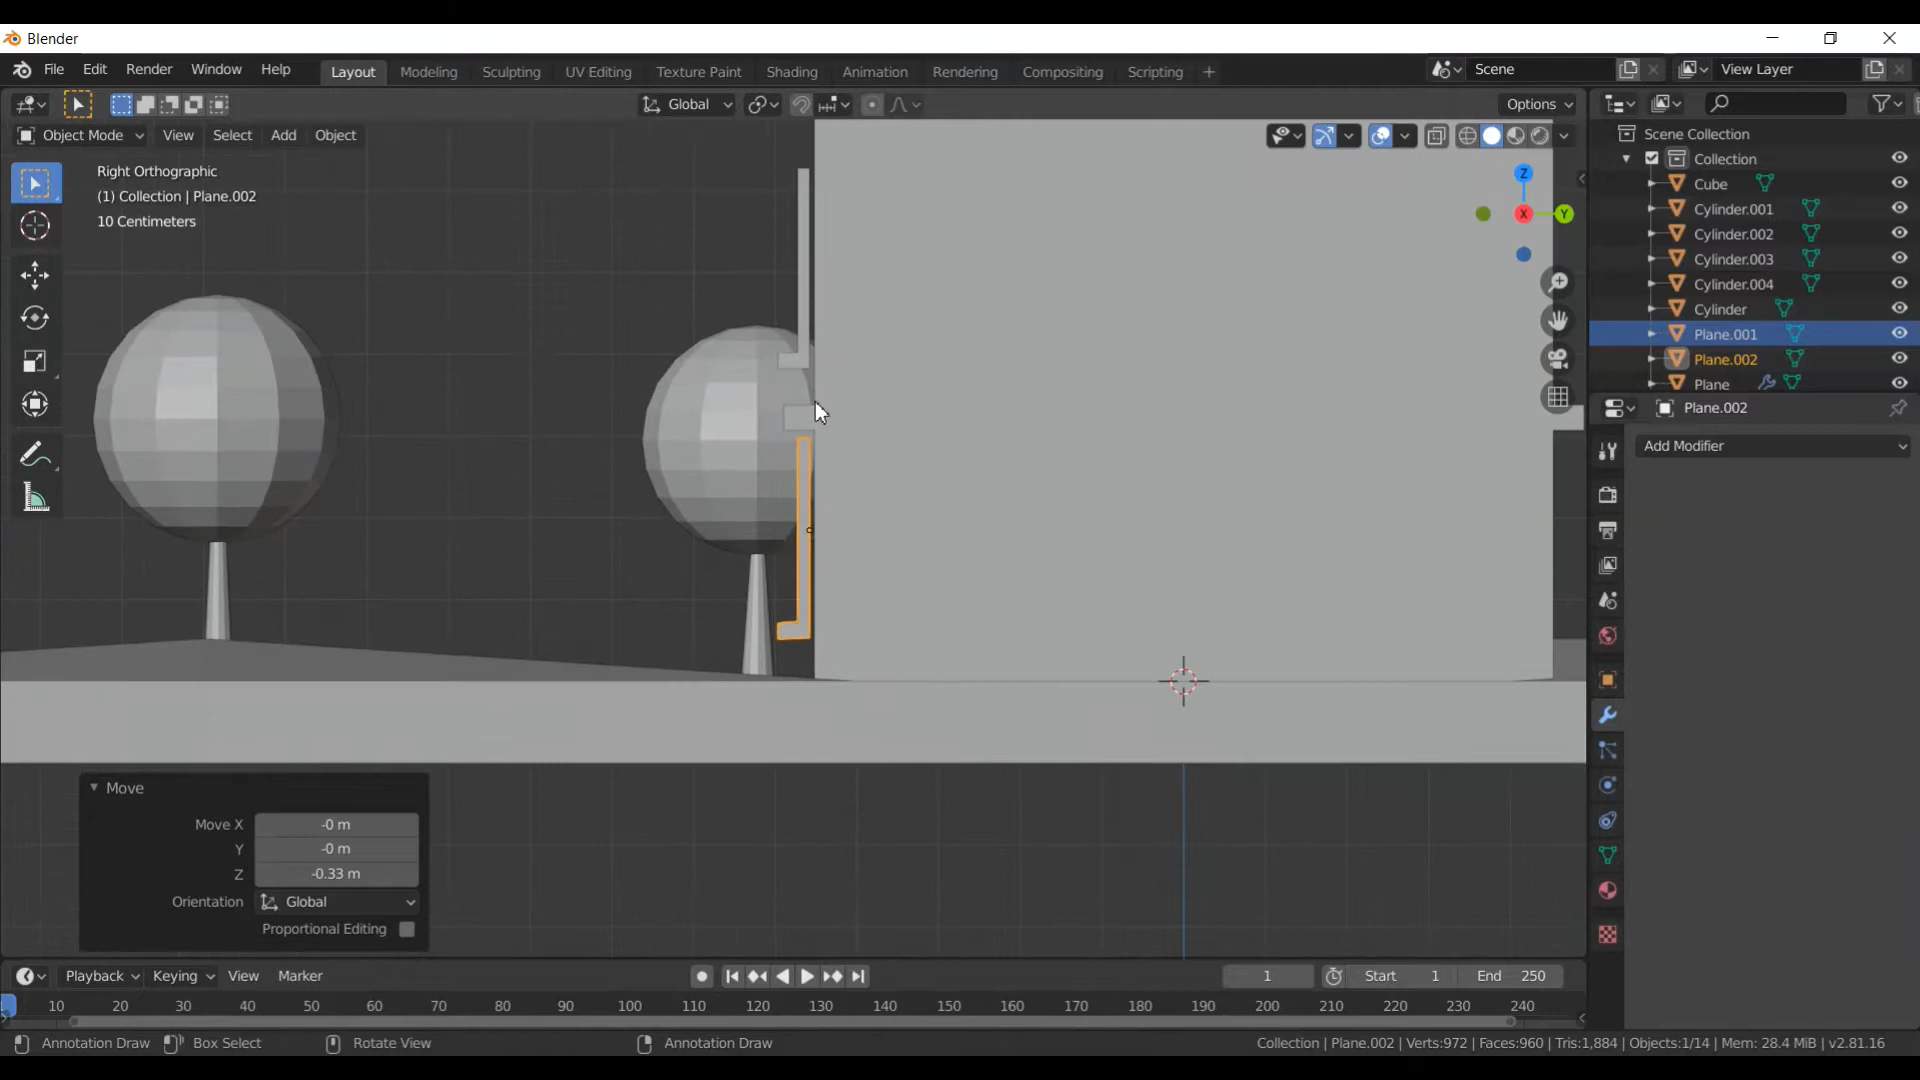 Blender
File Edit Render Window Help Layout Modeling Sculpting UV Editing Texture Paint Shading Animation Rendering Compositing Scripting + Scene View Layer
Global Options
Object Mode View Select Add Object
Right Orthographic
(1) Collection | Plane.002
10 Centimeters
Z
X Y
Scene Collection
Collection
Cube
Cylinder.001
Cylinder.002
Cylinder.003
Cylinder.004
Cylinder
Plane.001
Plane.002
Plane
Plane.002
Add Modifier
Move
Move X -0 m
Y -0 m
Z -0.33 m
Orientation Global
Proportional Editing
Playback Keying View Marker 1 Start 1 End 250
10 20 30 40 50 60 70 80 90 100 110 120 130 140 150 160 170 180 190 200 210 220 230 240
Annotation Draw Box Select Rotate View Annotation Draw Collection | Plane.002 | Verts:972 | Faces:960 | Tris:1,884 | Objects:1/14 | Mem: 28.4 MiB | v2.81.16